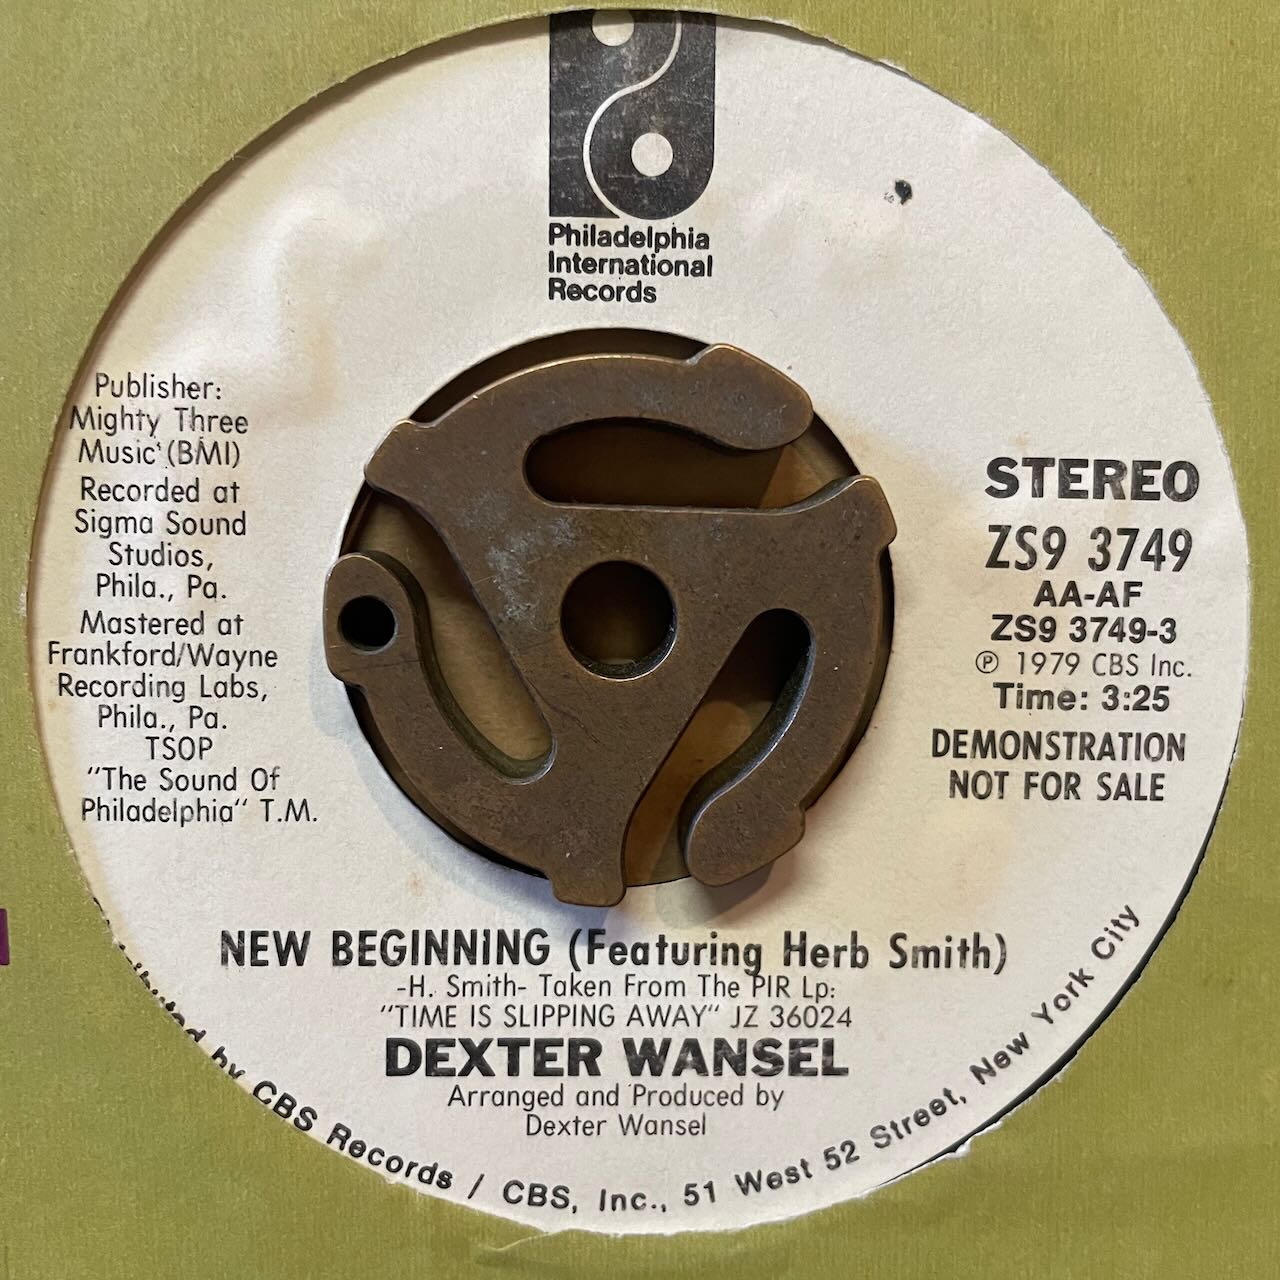 Philadelphia
International
Records
Publisher:
Mighty Three
Music (BMI)
Recorded at
Sigma Sound
Studios,
Phila., Pa.
Mastered at
Frankford/Wayne
Recording Labs,
Phila., Pa.
TSOP
"The Sound Of
Philadelphia" T.M.
STEREO
ZS9 3749
AA-AF
ZS9 3749-3
℗ 1979 CBS Inc.
Time: 3:25
DEMONSTRATION
NOT FOR SALE
NEW BEGINNING (Featuring Herb Smith)
-H. Smith- Taken From The PIR Lp:
"TIME IS SLIPPING AWAY" JZ 36024
DEXTER WANSEL
Arranged and Produced by
Dexter Wansel
by CBS Records / CBS, Inc., 51 West 52 Street, New York City